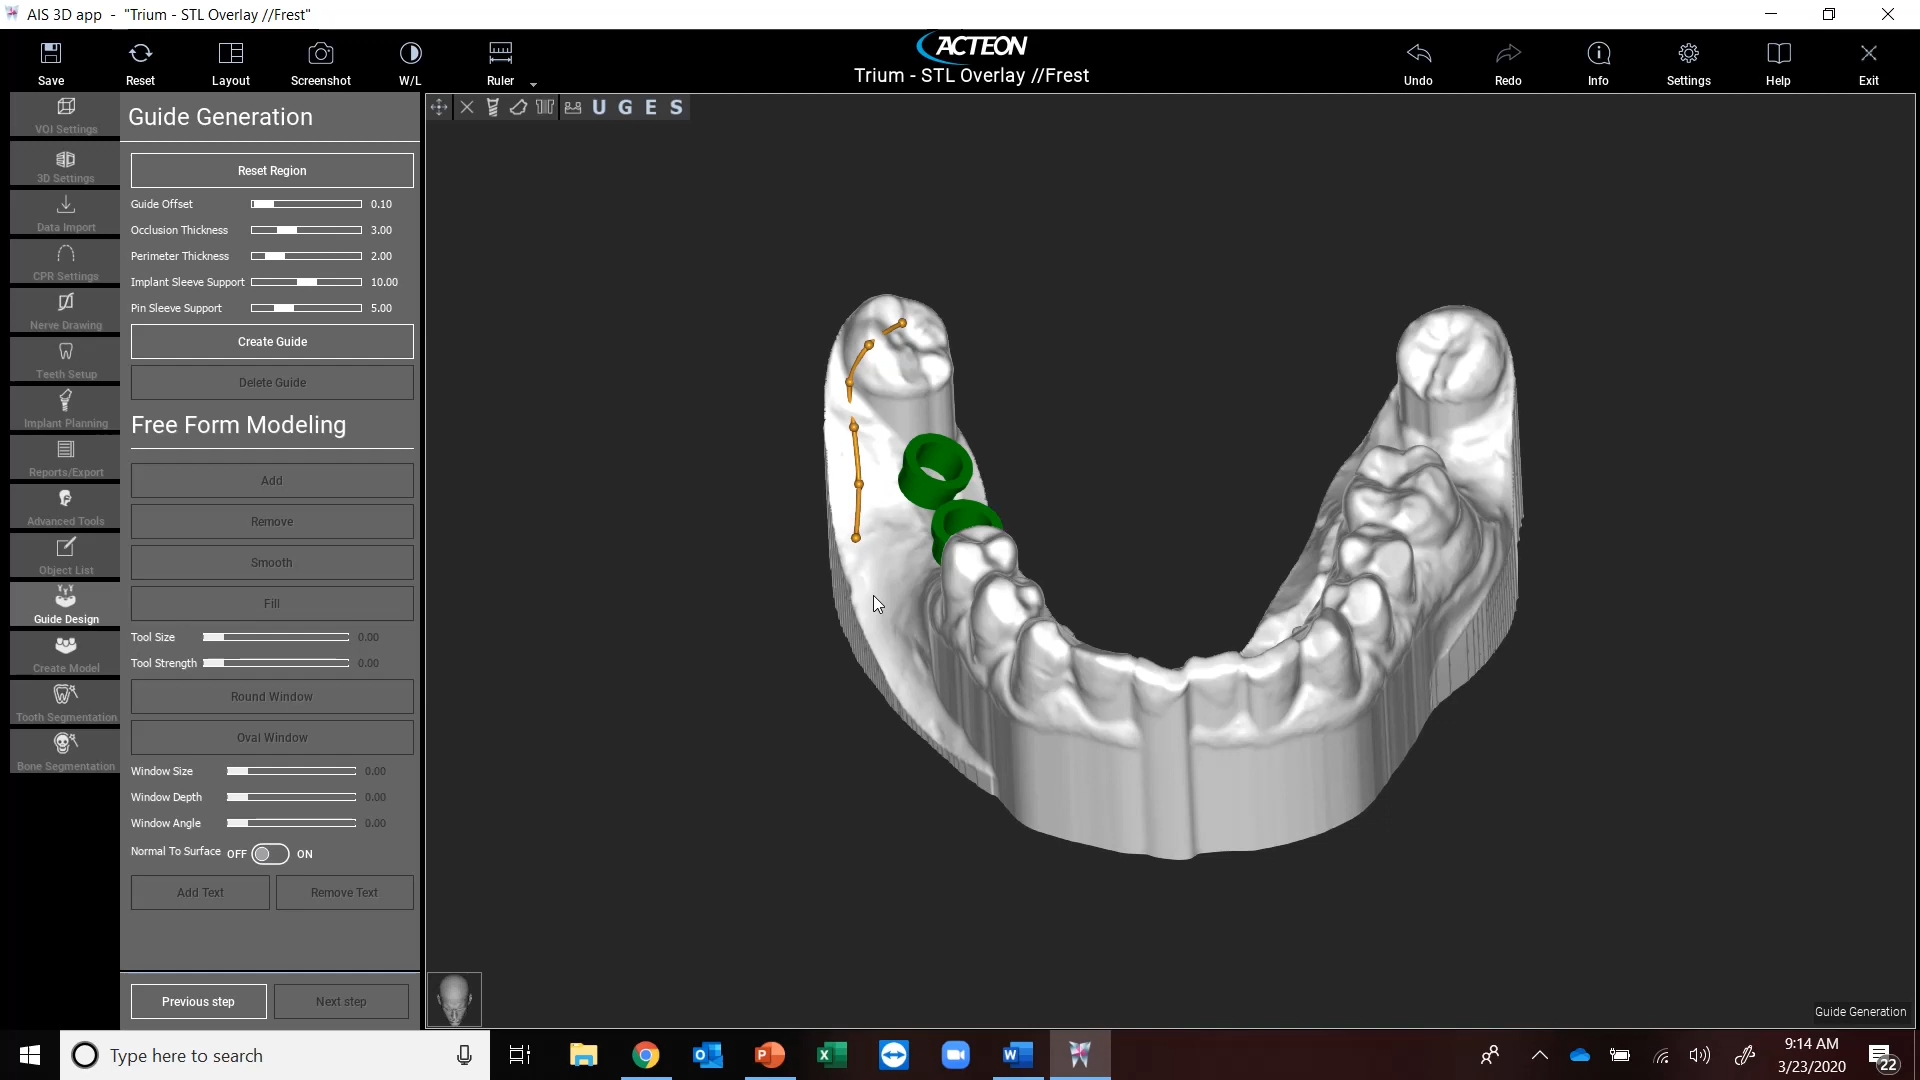 AIS 3D app - "Trium - STL Overlay //Frest"
Save
Reset
Layout
Screenshot
W/L
Ruler
ACTEON
Trium - STL Overlay //Frest
Undo
Redo
Info
Settings
Help
Exit
VOI Settings
3D Settings
Data Import
CPR Settings
Nerve Drawing
Teeth Setup
Implant Planning
Reports/Export
Advanced Tools
Object List
Guide Design
Create Model
Tooth Segmentation
Bone Segmentation
Guide Generation
Reset Region
Guide Offset 0.10
Occlusion Thickness 3.00
Perimeter Thickness 2.00
Implant Sleeve Support 10.00
Pin Sleeve Support 5.00
Create Guide
Delete Guide
Free Form Modeling
Add
Remove
Smooth
Fill
Tool Size 0.00
Tool Strength 0.00
Round Window
Oval Window
Window Size 0.00
Window Depth 0.00
Window Angle 0.00
Normal To Surface OFF ON
Add Text Remove Text
Previous step Next step
U G E S
Guide Generation
Type here to search
9:14 AM
3/23/2020
22